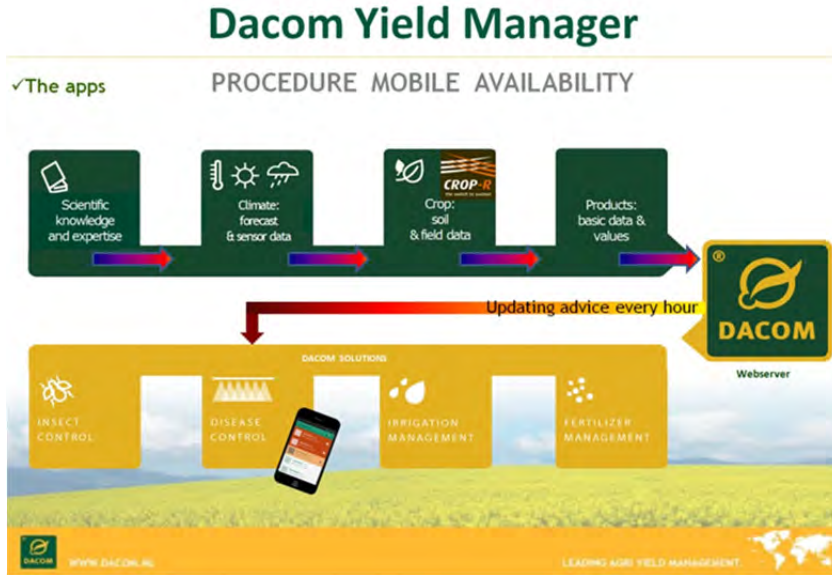 Dacom Yield Manager
✓The apps
PROCEDURE MOBILE AVAILABILITY
Scientific
knowledge
and expertise
Climate:
forecast
& sensor data
CROP-R
Crop:
soil
& field data
Products:
basic data &
values
®
DACOM
Webserver
Updating advice every hour
DACOM SOLUTIONS
INSECT
CONTROL
DISEASE
CONTROL
IRRIGATION
MANAGEMENT
FERTILIZER
MANAGEMENT
DACOM
WWW.DACOM.NL
LEADING AGRI YIELD MANAGEMENT